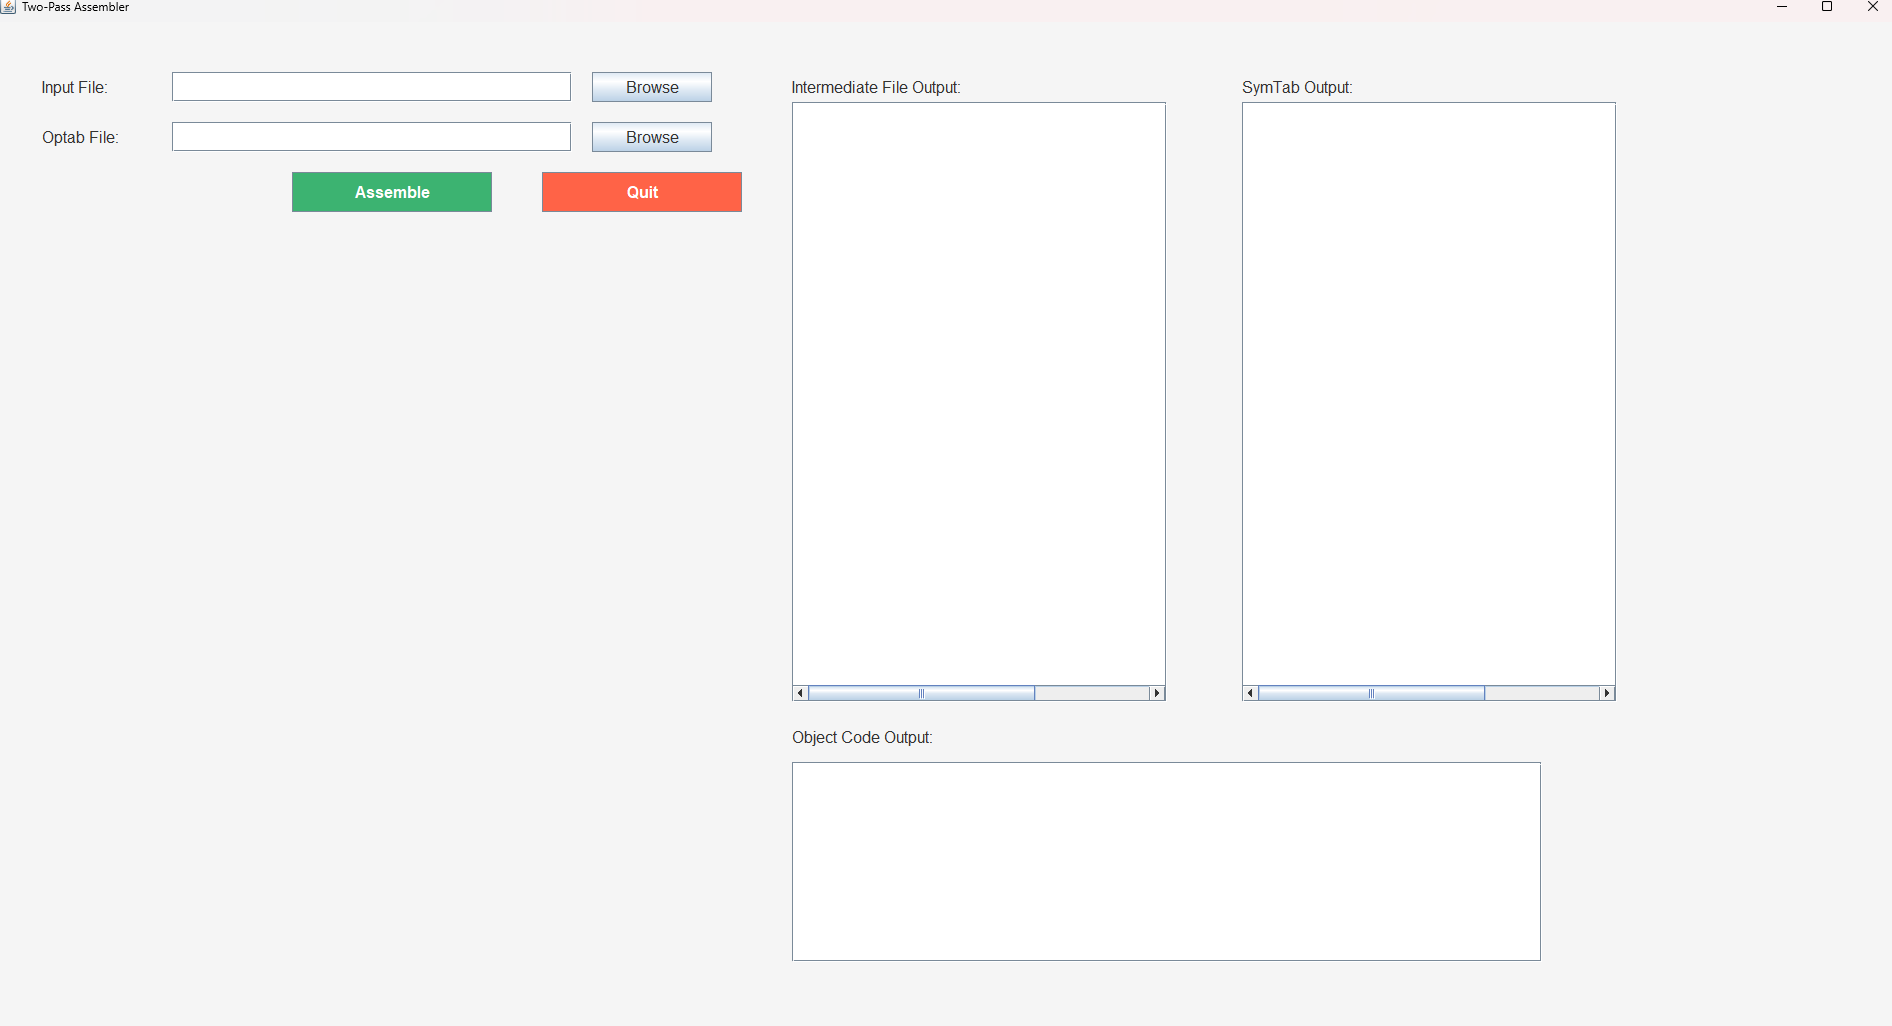 Two-Pass Assembler
Input File:
Browse
Optab File:
Browse
Assemble
Quit
Intermediate File Output:
SymTab Output:
Object Code Output: